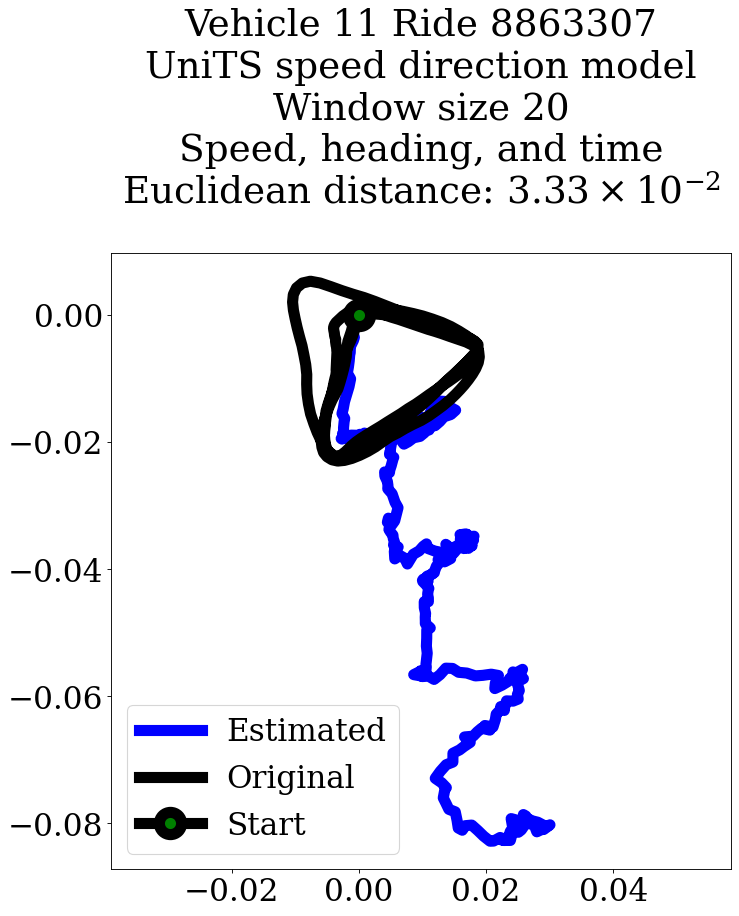 Vehicle 11 Ride 8863307
UniTS speed direction model
Window size 20
Speed, heading, and time
Euclidean distance: $3.33 \times 10^{-2}$
0.00
−0.02
−0.04
−0.06
−0.08
Estimated
Original
Start
−0.02 0.00 0.02 0.04